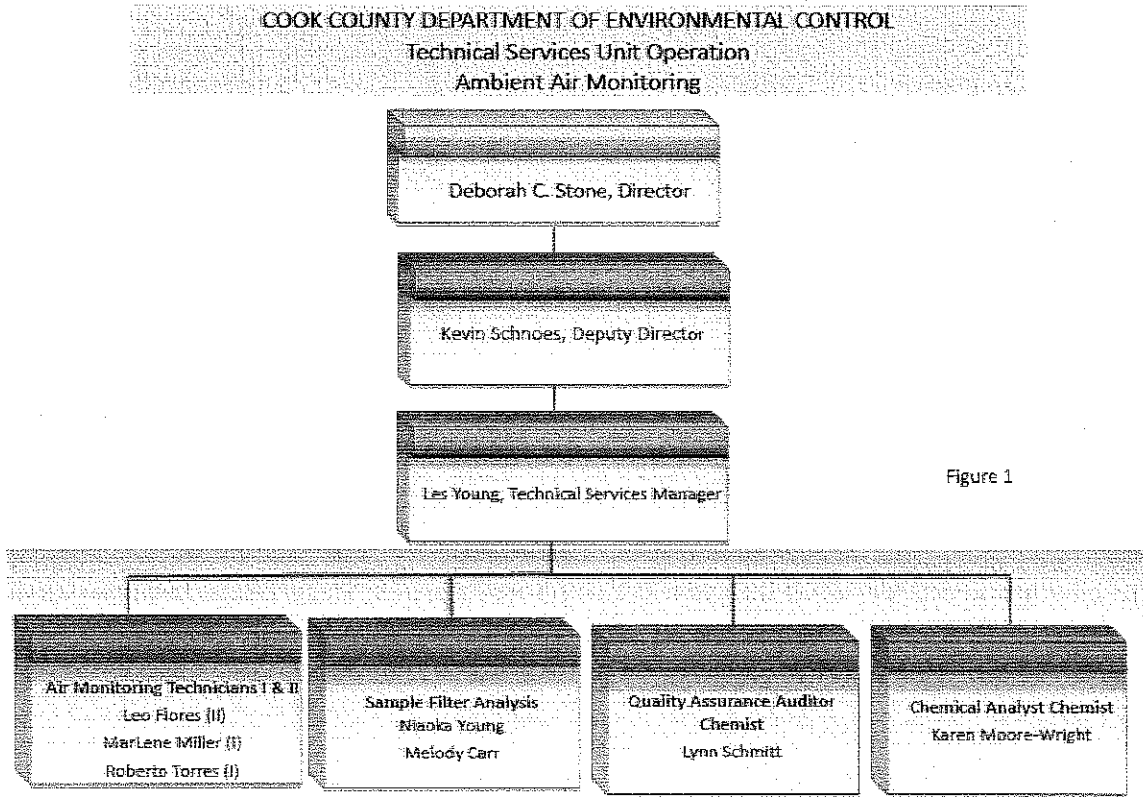 COOK COUNTY DEPARTMENT OF ENVIRONMENTAL CONTROL
Technical Services Unit Operation
Ambient Air Monitoring
Deborah C. Stone, Director
Kevin Schnoes, Deputy Director
Les Young, Technical Services Manager
Figure 1
Air Monitoring Technicians I & II
Leo Flores (II)
MarLene Miller (I)
Roberto Torres (I)
Sample Filter Analysis
Niaoka Young
Melody Carr
Quality Assurance Auditor
Chemist
Lynn Schmitt
Chemical Analyst Chemist
Karen Moore-Wright